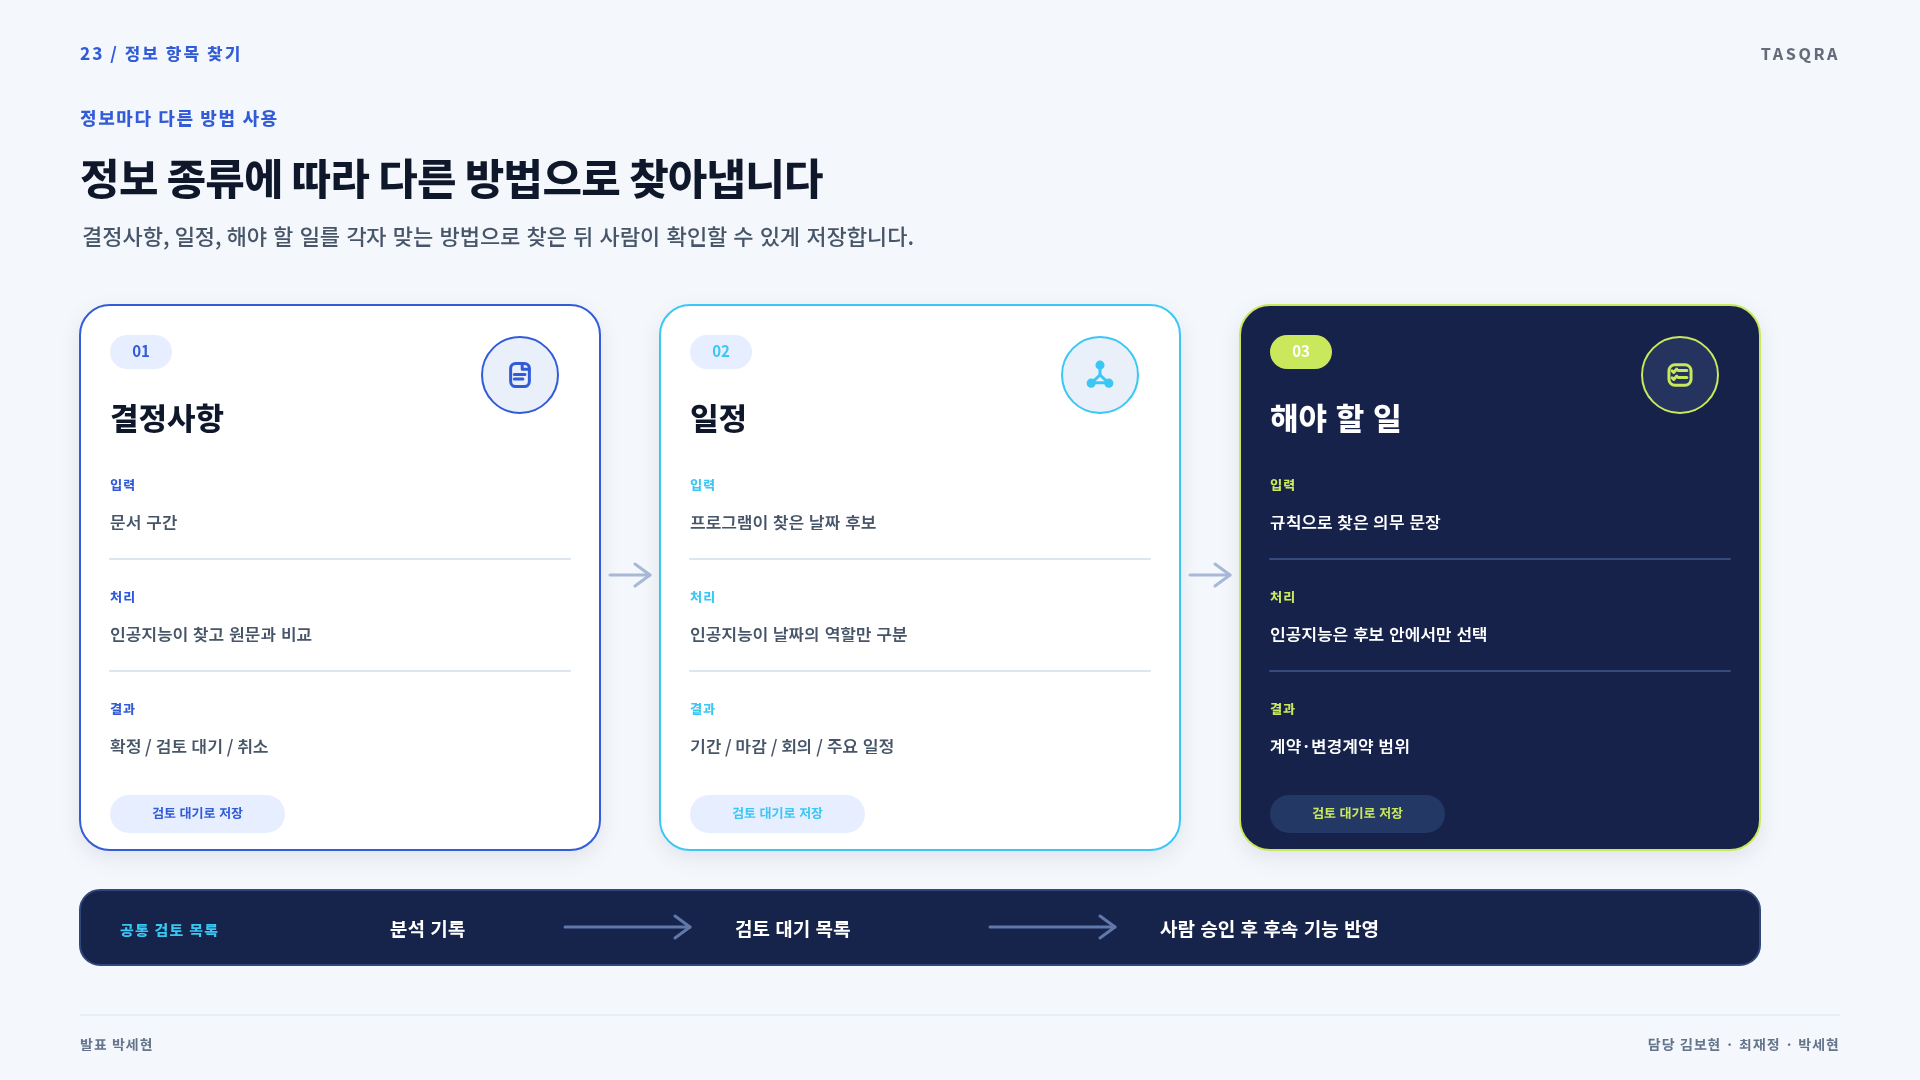 23 / 정보 항목 찾기
TASQRA
정보마다 다른 방법 사용
정보 종류에 따라 다른 방법으로 찾아냅니다
결정사항, 일정, 해야 할 일를 각자 맞는 방법으로 찾은 뒤 사람이 확인할 수 있게 저장합니다.
01
결정사항
입력
문서 구간
처리
인공지능이 찾고 원문과 비교
결과
확정 / 검토 대기 / 취소
검토 대기로 저장
02
일정
입력
프로그램이 찾은 날짜 후보
처리
인공지능이 날짜의 역할만 구분
결과
기간 / 마감 / 회의 / 주요 일정
검토 대기로 저장
03
해야 할 일
입력
규칙으로 찾은 의무 문장
처리
인공지능은 후보 안에서만 선택
결과
계약·변경계약 범위
검토 대기로 저장
공통 검토 목록
분석 기록
검토 대기 목록
사람 승인 후 후속 기능 반영
발표 박세현
담당 김보현 · 최재정 · 박세현